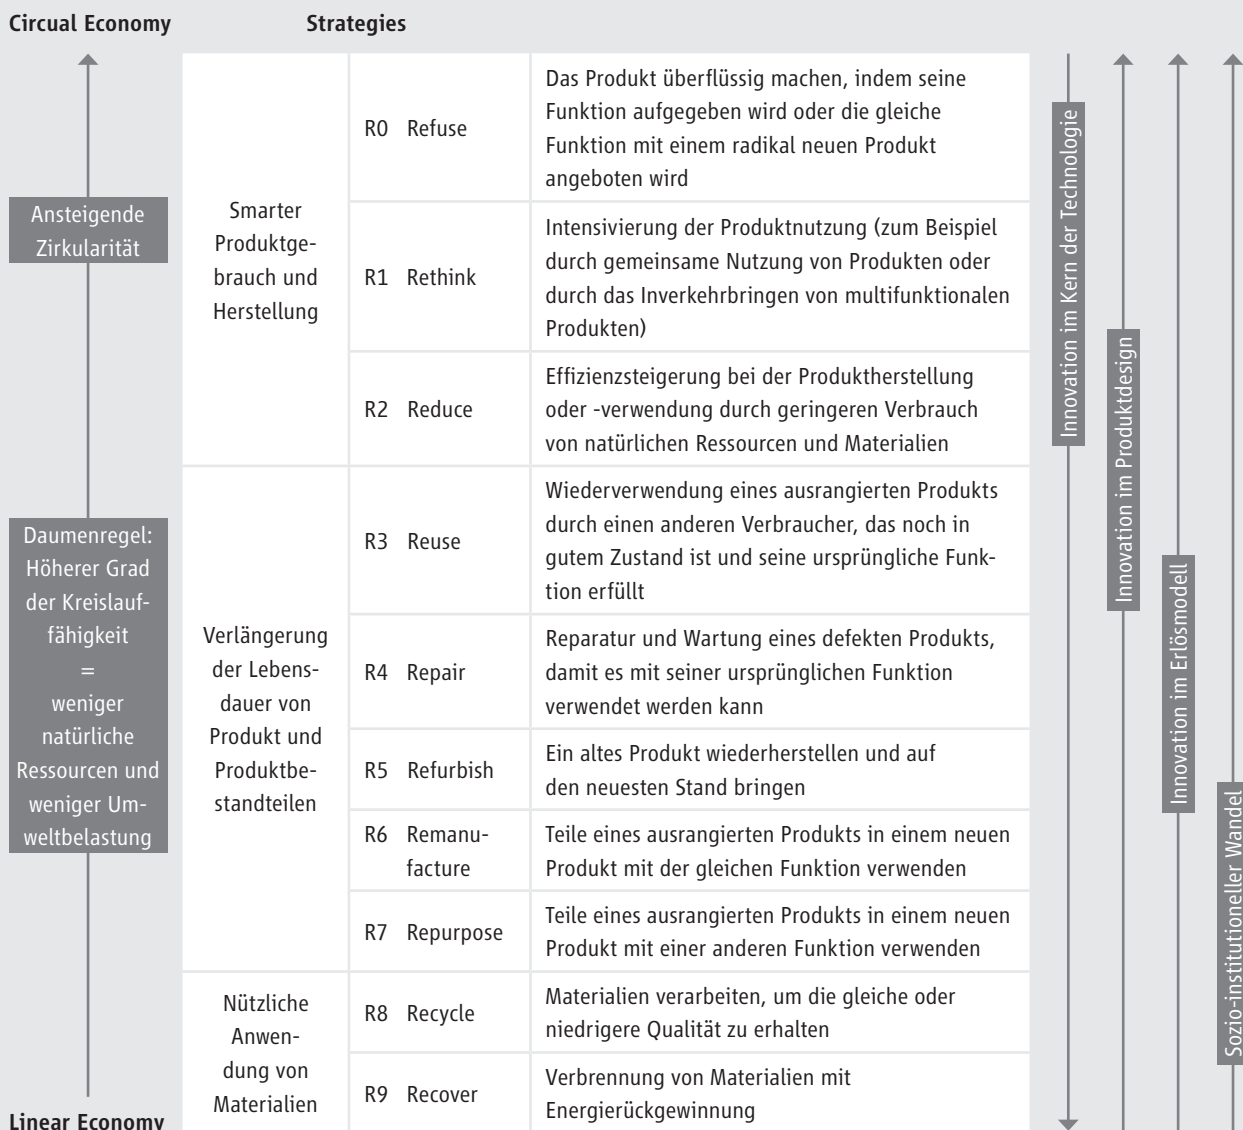 Circual Economy
Strategies
Ansteigende
Zirkularität
Daumenregel:
Höherer Grad
der Kreislauf-
fähigkeit
=
weniger
natürliche
Ressourcen und
weniger Um-
weltbelastung
Linear Economy
Smarter
Produktge-
brauch und
Herstellung
R0 Refuse
Das Produkt überflüssig machen, indem seine
Funktion aufgegeben wird oder die gleiche
Funktion mit einem radikal neuen Produkt
angeboten wird
R1 Rethink
Intensivierung der Produktnutzung (zum Beispiel
durch gemeinsame Nutzung von Produkten oder
durch das Inverkehrbringen von multifunktionalen
Produkten)
R2 Reduce
Effizienzsteigerung bei der Produktherstellung
oder -verwendung durch geringeren Verbrauch
von natürlichen Ressourcen und Materialien
Verlängerung
der Lebens-
dauer von
Produkt und
Produktbe-
standteilen
R3 Reuse
Wiederverwendung eines ausrangierten Produkts
durch einen anderen Verbraucher, das noch in
gutem Zustand ist und seine ursprüngliche Funk-
tion erfüllt
R4 Repair
Reparatur und Wartung eines defekten Produkts,
damit es mit seiner ursprünglichen Funktion
verwendet werden kann
R5 Refurbish
Ein altes Produkt wiederherstellen und auf
den neuesten Stand bringen
R6 Remanu-
facture
Teile eines ausrangierten Produkts in einem neuen
Produkt mit der gleichen Funktion verwenden
R7 Repurpose
Teile eines ausrangierten Produkts in einem neuen
Produkt mit einer anderen Funktion verwenden
Nützliche
Anwen-
dung von
Materialien
R8 Recycle
Materialien verarbeiten, um die gleiche oder
niedrigere Qualität zu erhalten
R9 Recover
Verbrennung von Materialien mit
Energierückgewinnung
Innovation im Kern der Technologie
Innovation im Produktdesign
Innovation im Erlösmodell
Sozio-institutioneller Wandel